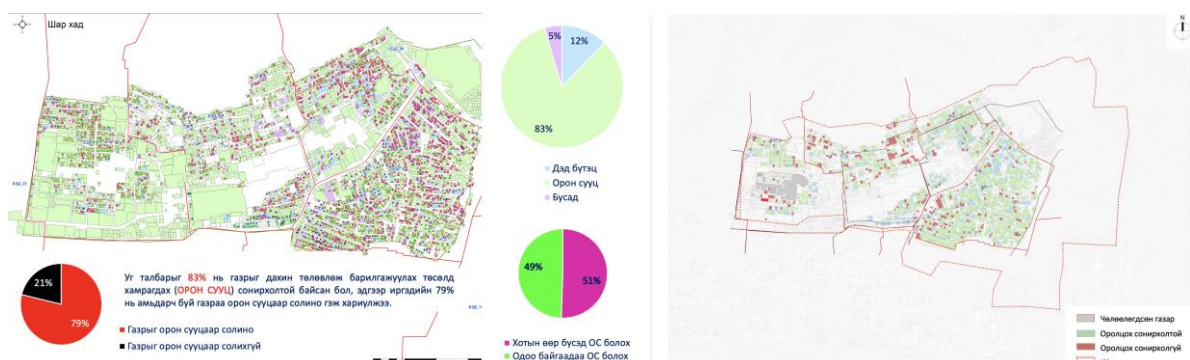 Шар хад
5%
12%
83%
Дэд бүтэц
Орон сууц
Бусад
21%
79%
Уг талбарыг 83% нь газрыг дахин төлөвлөж барилгажуулах төсөлд
хамрагдах (ОРОН СУУЦ) сонирхолтой байсан бол, эдгээр иргэдийн 79%
нь амьдарч буй газраа орон сууцаар солино гэж хариулжээ.
Газрыг орон сууцаар солино
Газрыг орон сууцаар солихгүй
49%
51%
Хотын өөр бүсэд ОС болох
Одоо байгаадаа ОС болох
N
Чөлөөлөгдсөн газар
Оролцох сонирхолтой
Оролцох сонирхолгүй